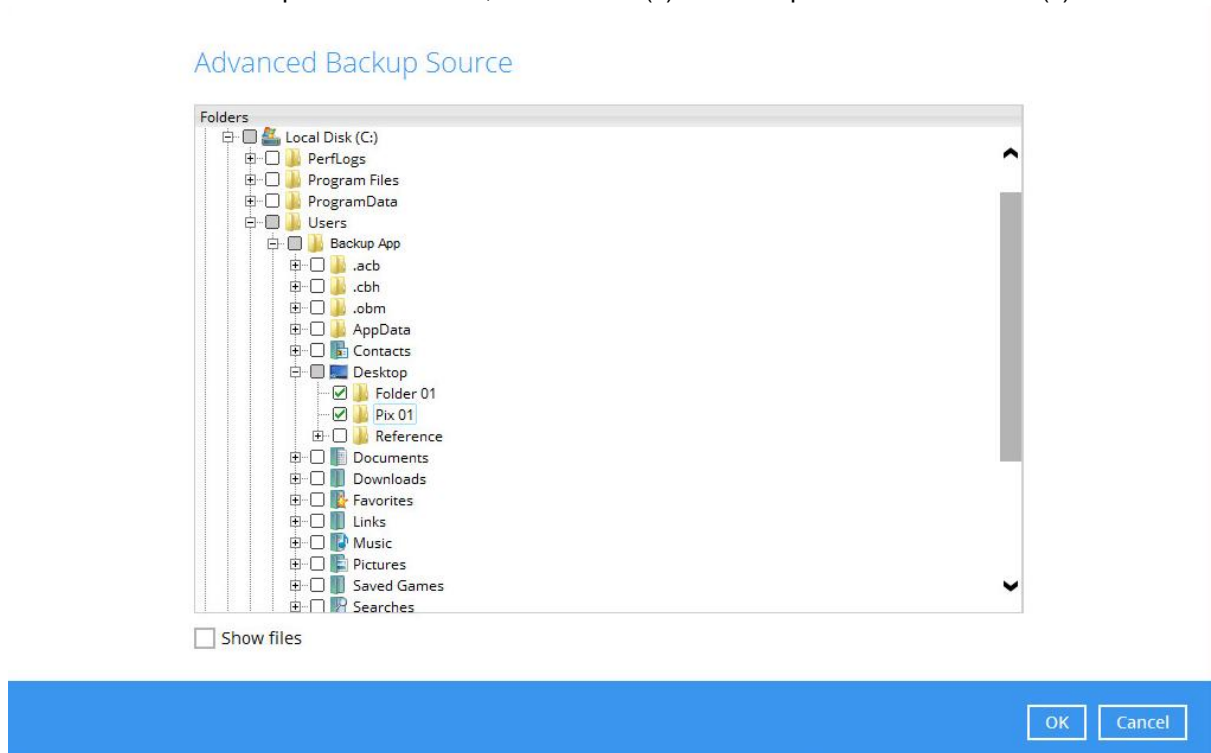 Advanced Backup Source
Folders
Local Disk (C:)
PerfLogs
Program Files
ProgramData
Users
Backup App
.acb
.cbh
.obm
AppData
Contacts
Desktop
Folder 01
Pix 01
Reference
Documents
Downloads
Favorites
Links
Music
Pictures
Saved Games
Searches
Show files
OK Cancel